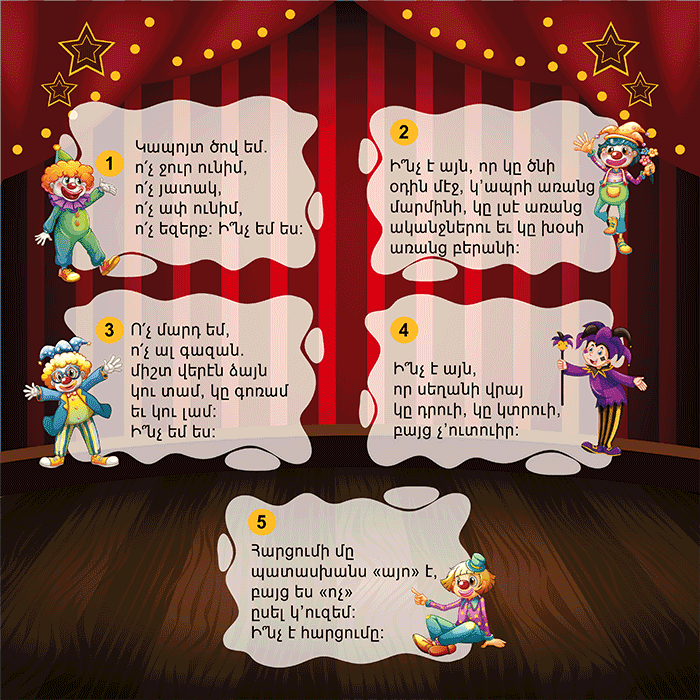 1
Կապոյտ ծով եմ.
ո՛չ ջուր ունիմ,
ո՛չ յատակ,
ո՛չ ափ ունիմ,
ո՛չ եզերք: Ի՞նչ եմ ես:
2
Ի՞նչ է այն, որ կը ծնի
օդին մէջ, կ'ապրի առանց
մարմինի, կը լսէ առանց
ականջներու եւ կը խօսի
առանց բերանի:
3
Ո՛չ մարդ եմ,
ո՛չ ալ գազան.
միշտ վերէն ձայն
կու տամ, կը գոռամ
եւ կու լամ:
Ի՞նչ եմ ես:
4
Ի՞նչ է այն,
որ սեղանի վրայ
կը դրուի, կը կտրուի,
բայց չ'ուտուիր:
5
Հարցումի մը
պատասխանս «այո» է,
բայց ես «ոչ»
ըսել կ'ուզեմ:
Ի՞նչ է հարցումը: